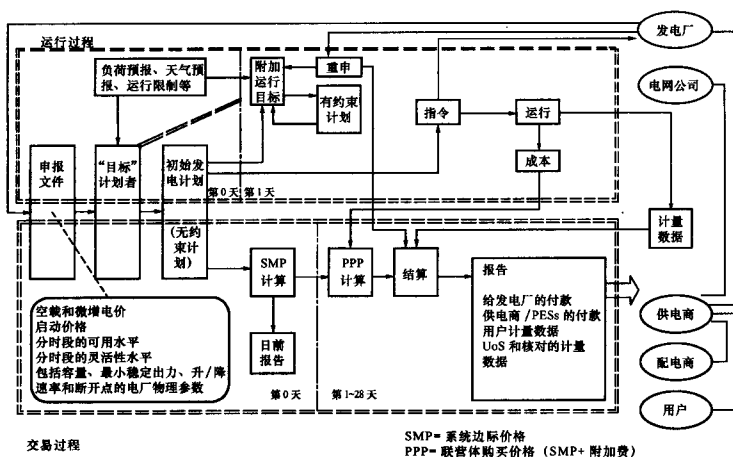 运行过程
发电厂
负荷预报、天气预
报、运行限制等
附加
运行
目标
重申
有约束
计划
电网公司
指令
运行
成本
申报
文件
“目标”
计划者
初始发
电计划
第0天
第1天
(无约
束计
划)
计量
数据
SMP
计算
PPP
计算
结算
报告
给发电厂的付款
供电商/PESs的付款
用户计量数据
UoS和核对的计量
数据
日前
报告
空载和微增电价
启动价格
分时段的可用水平
分时段的灵活性水平
包括容量、最小稳定出力、升/降
速率和断开点的电厂物理参数
第0天
第1~28天
供电商
配电商
用户
交易过程
SMP=系统边际价格
PPP=联营体购买价格(SMP+附加费)